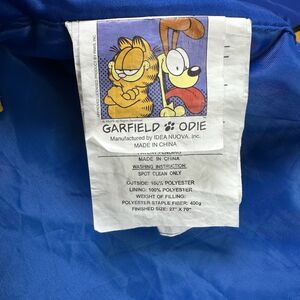 GARFIELD ODIE
Manufactured by IDEA NUOVA, Inc.
MADE IN CHINA
MADE IN CHINA
WASHING INSTRUCTION:
SPOT CLEAN ONLY
OUTSIDE: 100% POLYESTER
LINING: 100% POLYESTER
WEIGHT OF FILLING:
POLYESTER STAPLE FIBER: 400g
FINISHED SIZE: 27" X 70"